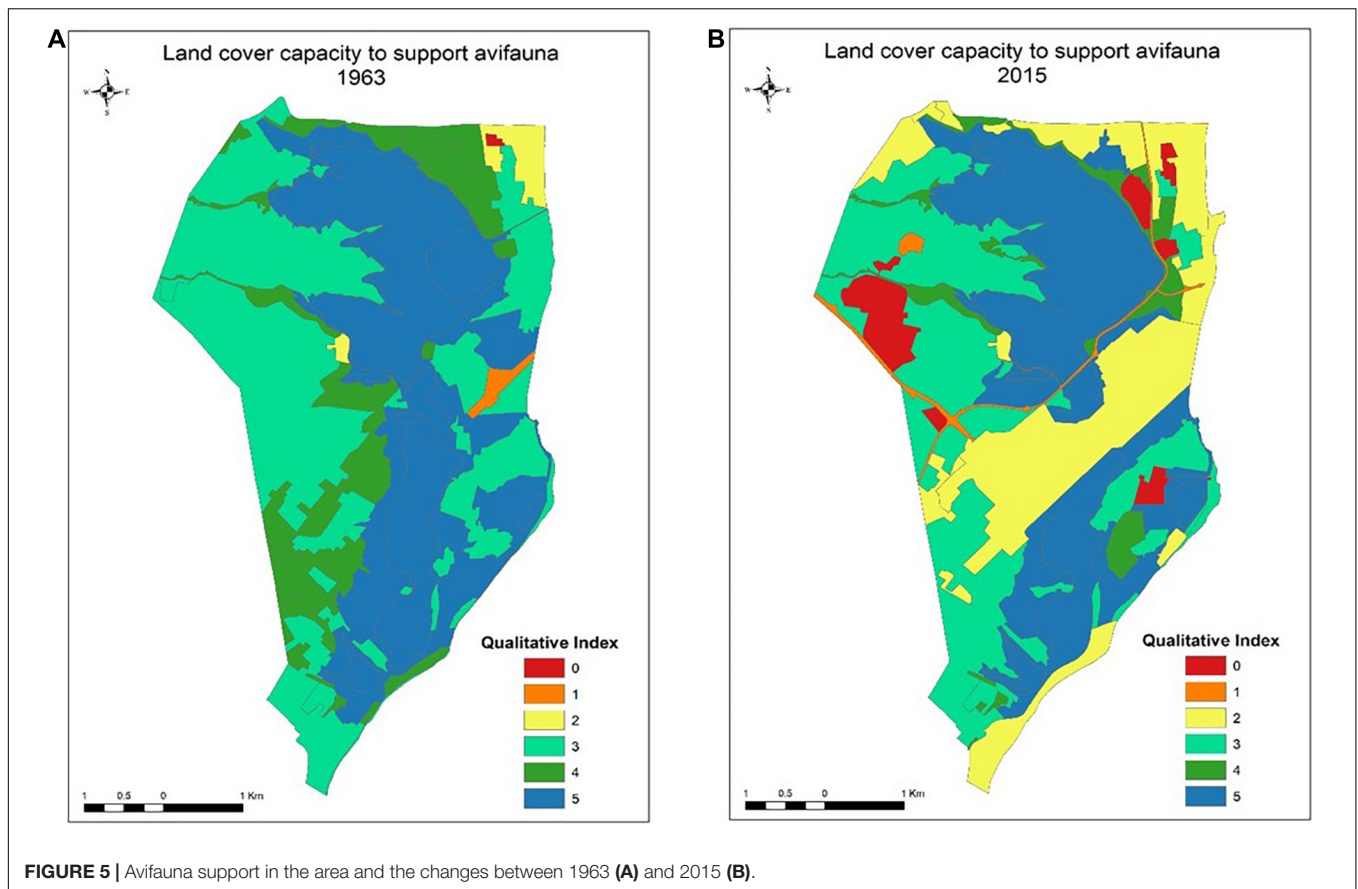 A
Land cover capacity to support avifauna
1963
N
W E
S
Qualitative Index
0
1
2
3
4
5
1 0.5 0 1 Km
B
Land cover capacity to support avifauna
2015
N
W E
S
Qualitative Index
0
1
2
3
4
5
1 0.5 0 1 Km
FIGURE 5 | Avifauna support in the area and the changes between 1963 (A) and 2015 (B).